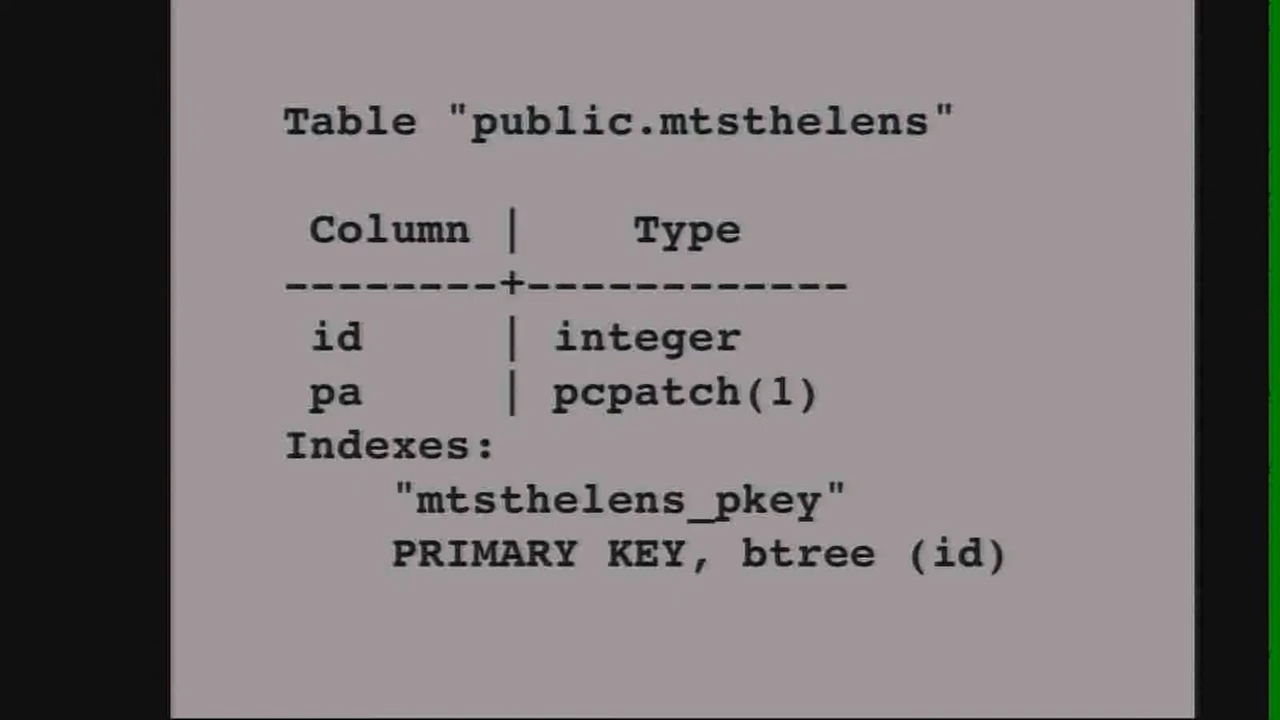 Table "public.mtsthelens"
Column | Type
--------+------------
id | integer
pa | pcpatch(1)
Indexes:
"mtsthelens_pkey"
PRIMARY KEY, btree (id)